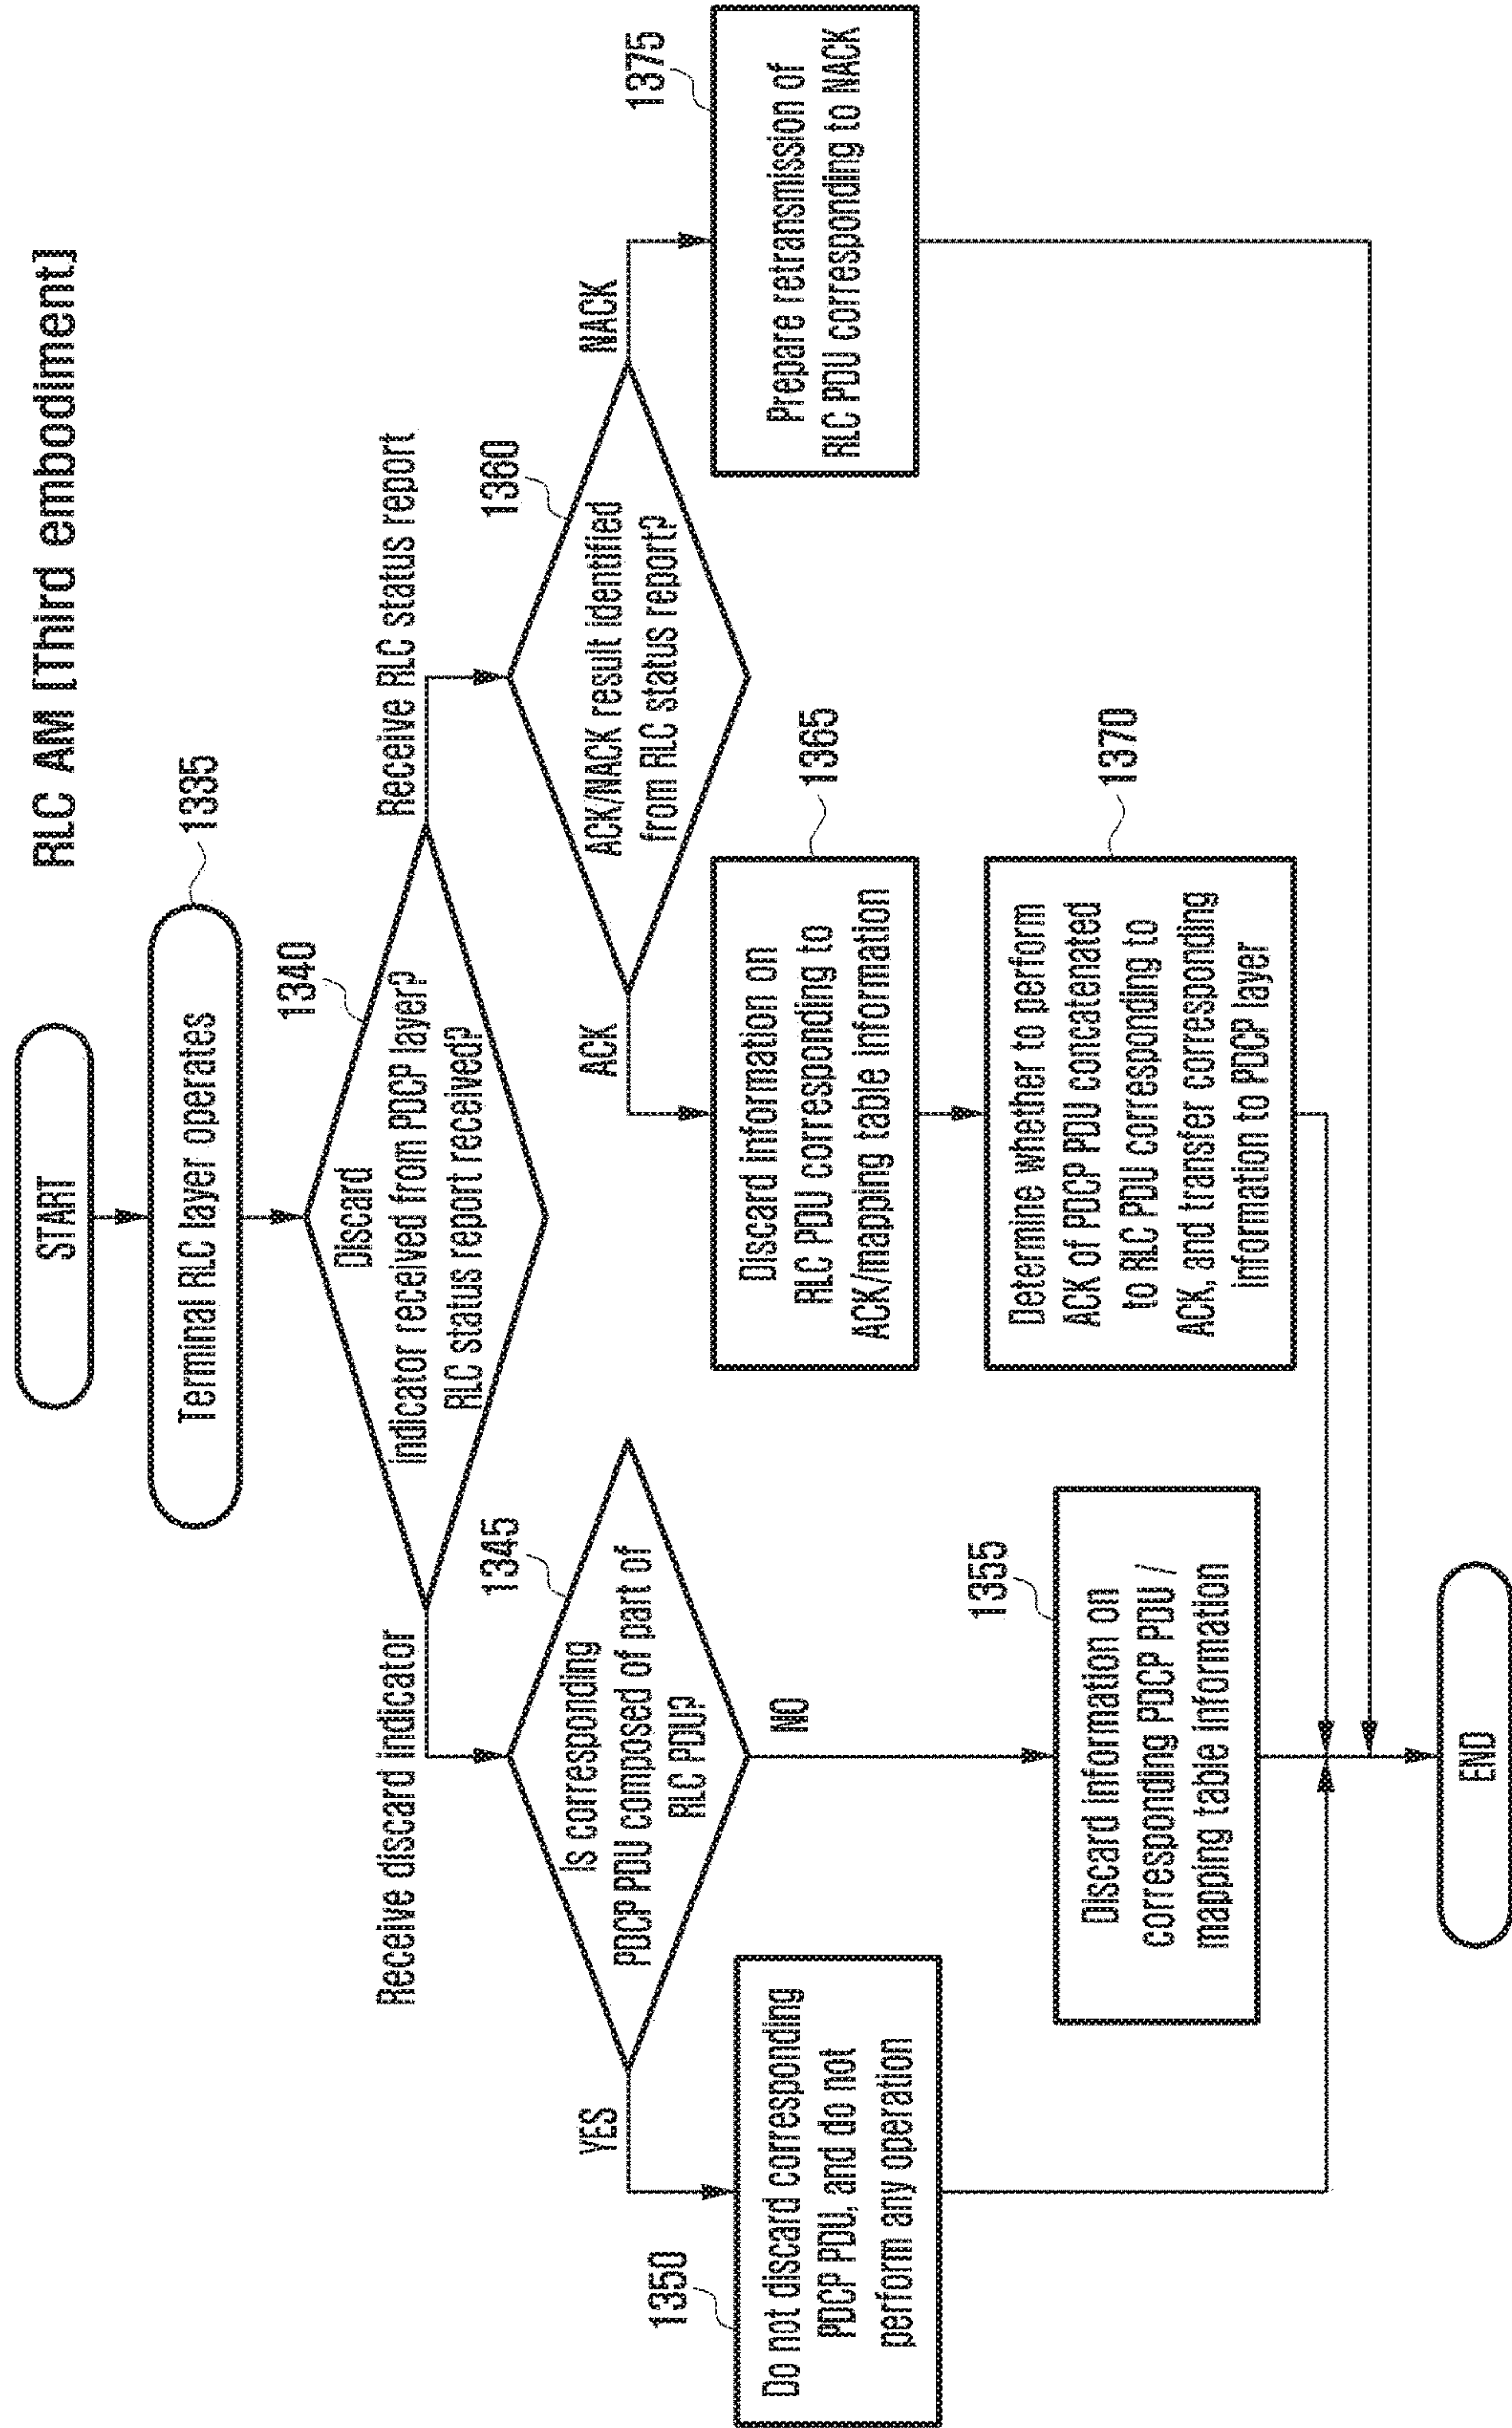 RLC AM [Third embodiment]
START
Terminal RLC layer operates
1335
1340
Discard
indicator received from PDCP layer?
RLC status report received?
Receive discard indicator
Receive RLC status report
1345
Is corresponding
PDCP PDU composed of part of
RLC PDU?
YES
NO
1350
Do not discard corresponding
PDCP PDU, and do not
perform any operation
1355
Discard information on
corresponding PDCP PDU /
mapping table information
1360
ACK/NACK result identified
from RLC status report?
ACK
NACK
1365
Discard information on
RLC PDU corresponding to
ACK/mapping table information
1370
Determine whether to perform
ACK of PDCP PDU concatenated
to RLC PDU corresponding to
ACK, and transfer corresponding
information to PDCP layer
1375
Prepare retransmission of
RLC PDU corresponding to NACK
END